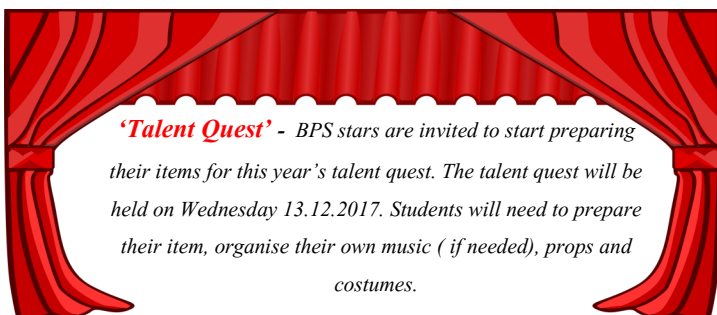 ‘Talent Quest’ - BPS stars are invited to start preparing
their items for this year’s talent quest. The talent quest will be
held on Wednesday 13.12.2017. Students will need to prepare
their item, organise their own music ( if needed), props and
costumes.